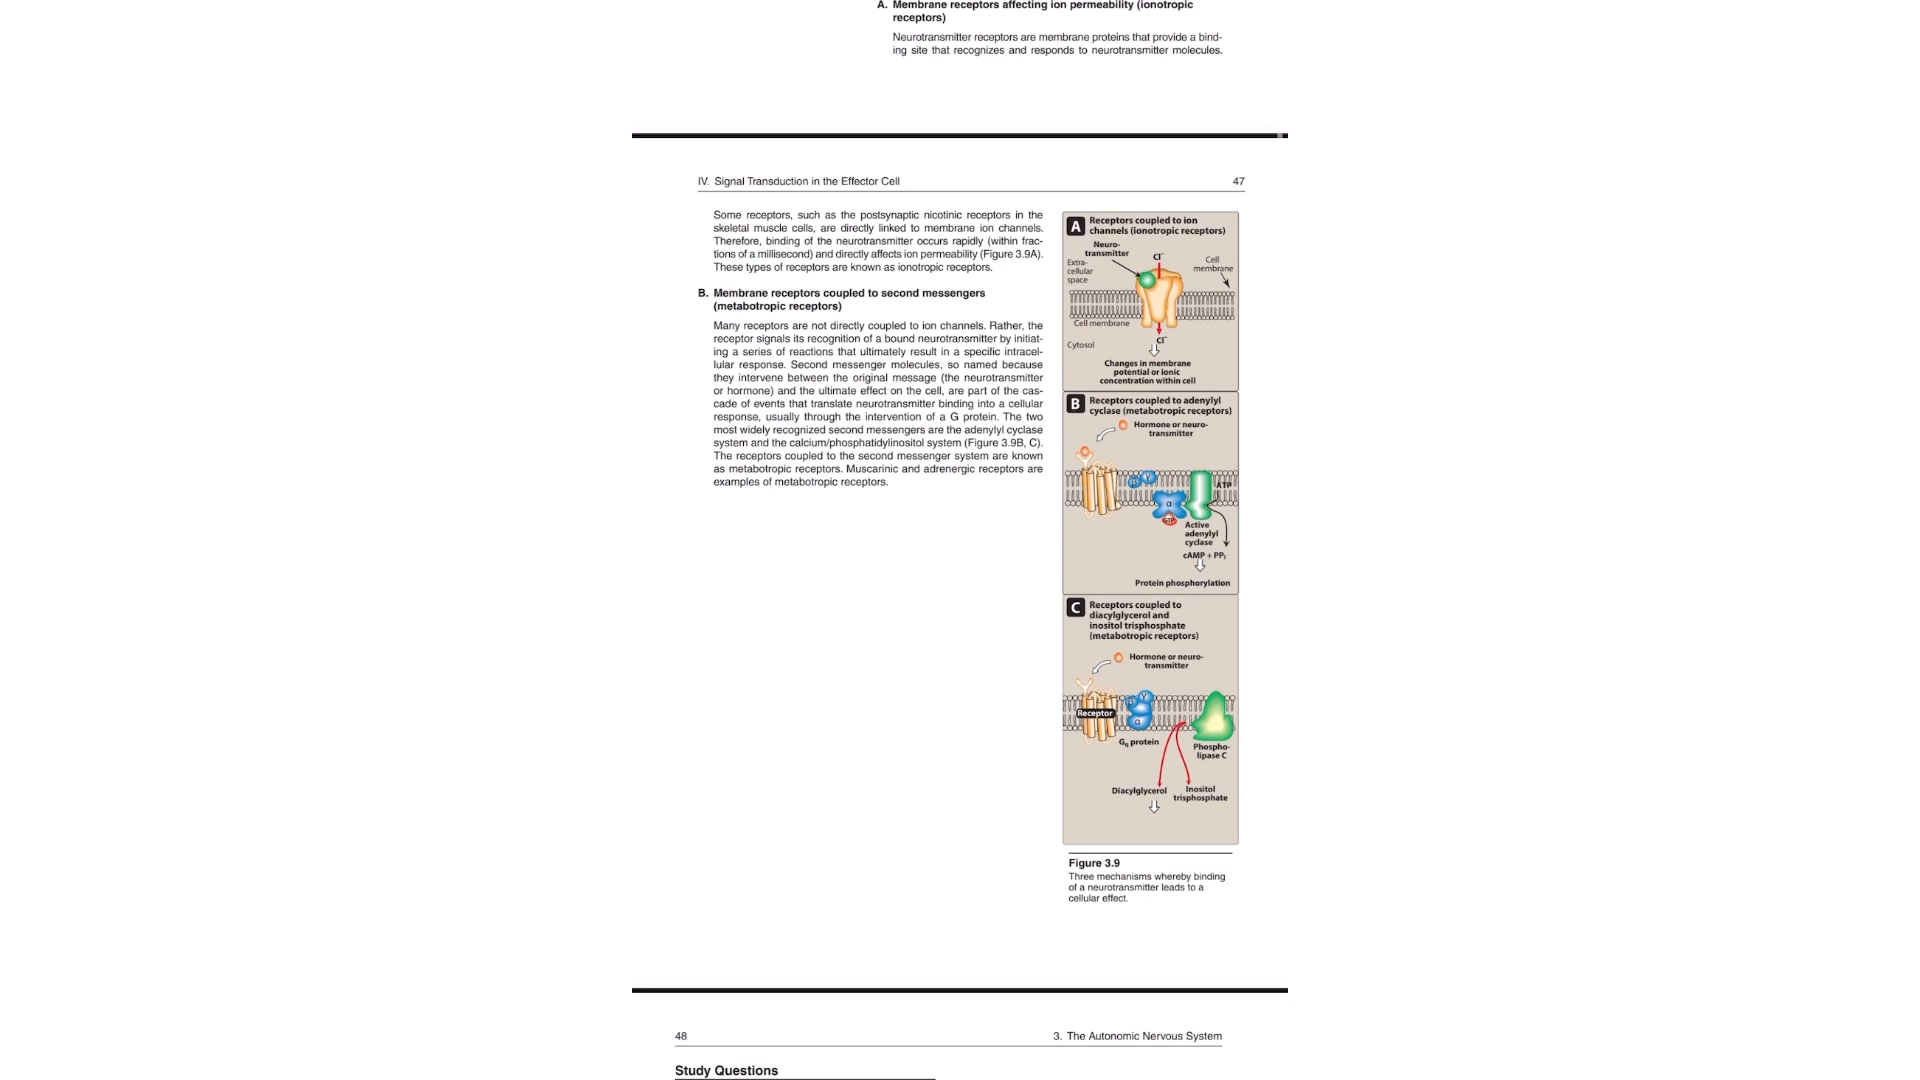 A. Membrane receptors affecting ion permeability (ionotropic
receptors)
Neurotransmitter receptors are membrane proteins that provide a bind-
ing site that recognizes and responds to neurotransmitter molecules.
IV. Signal Transduction in the Effector Cell
47
Some receptors, such as the postsynaptic nicotinic receptors in the
skeletal muscle cells, are directly linked to membrane ion channels.
Therefore, binding of the neurotransmitter occurs rapidly (within frac-
tions of a millisecond) and directly affects ion permeability (Figure 3.9A).
These types of receptors are known as ionotropic receptors.
B. Membrane receptors coupled to second messengers
(metabotropic receptors)
Many receptors are not directly coupled to ion channels. Rather, the
receptor signals its recognition of a bound neurotransmitter by initiat-
ing a series of reactions that ultimately result in a specific intracel-
lular response. Second messenger molecules, so named because
they intervene between the original message (the neurotransmitter
or hormone) and the ultimate effect on the cell, are part of the cas-
cade of events that translate neurotransmitter binding into a cellular
response, usually through the intervention of a G protein. The two
most widely recognized second messengers are the adenylyl cyclase
system and the calcium/phosphatidylinositol system (Figure 3.9B, C).
The receptors coupled to the second messenger system are known
as metabotropic receptors. Muscarinic and adrenergic receptors are
examples of metabotropic receptors.
A
Receptors coupled to ion
channels (ionotropic receptors)
Neuro-
transmitter
Cl⁻
Extra-
cellular
space
Cell
membrane
Cell membrane
Cytosol
Cl⁻
Changes in membrane
potential or ionic
concentration within cell
B
Receptors coupled to adenylyl
cyclase (metabotropic receptors)
Hormone or neuro-
transmitter
β
γ
ATP
α
GTP
Active
adenylyl
cyclase
cAMP + PPi
Protein phosphorylation
C
Receptors coupled to
diacylglycerol and
inositol trisphosphate
(metabotropic receptors)
Hormone or neuro-
transmitter
β
γ
Receptor
α
Gq protein
Phospho-
lipase C
Diacylglycerol
Inositol
trisphosphate
Figure 3.9
Three mechanisms whereby binding
of a neurotransmitter leads to a
cellular effect.
48
3. The Autonomic Nervous System
Study Questions